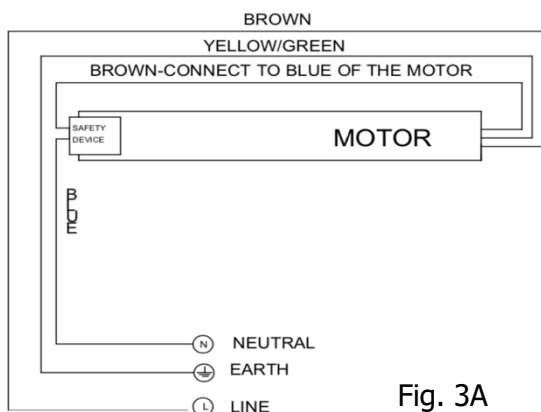 BROWN
YELLOW/GREEN
BROWN-CONNECT TO BLUE OF THE MOTOR
SAFETY
DEVICE
MOTOR
BLUE
N NEUTRAL
EARTH
L LINE
Fig. 3A